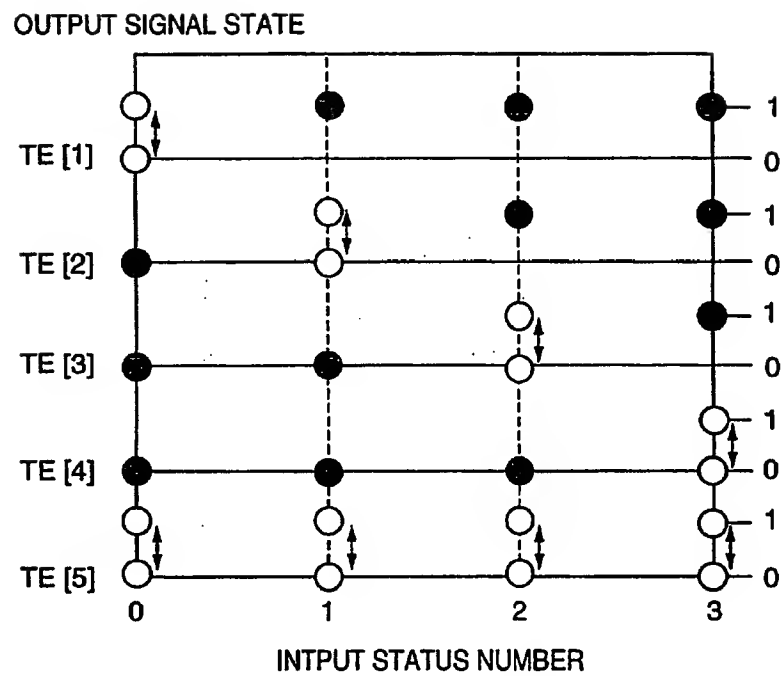 OUTPUT SIGNAL STATE
1
TE [1] 0
1
TE [2] 0
1
TE [3] 0
1
TE [4] 0
1
TE [5] 0
0 1 2 3
INTPUT STATUS NUMBER